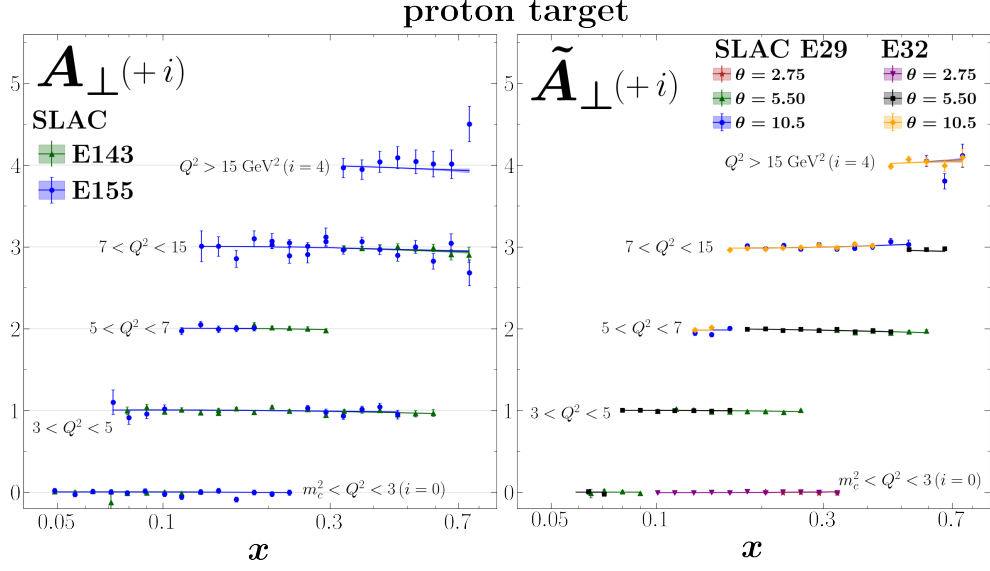 proton target
A⊥(+ i)
SLAC
E143
E155
Q² > 15 GeV² (i = 4)
7 < Q² < 15
5 < Q² < 7
3 < Q² < 5
m_c² < Q² < 3 (i = 0)
5
4
3
2
1
0
0.05
0.1
0.3
0.7
x
Ã⊥(+ i)
SLAC E29
θ = 2.75
θ = 5.50
θ = 10.5
E32
θ = 2.75
θ = 5.50
θ = 10.5
Q² > 15 GeV² (i = 4)
7 < Q² < 15
5 < Q² < 7
3 < Q² < 5
m_c² < Q² < 3 (i = 0)
5
4
3
2
1
0
0.05
0.1
0.3
0.7
x